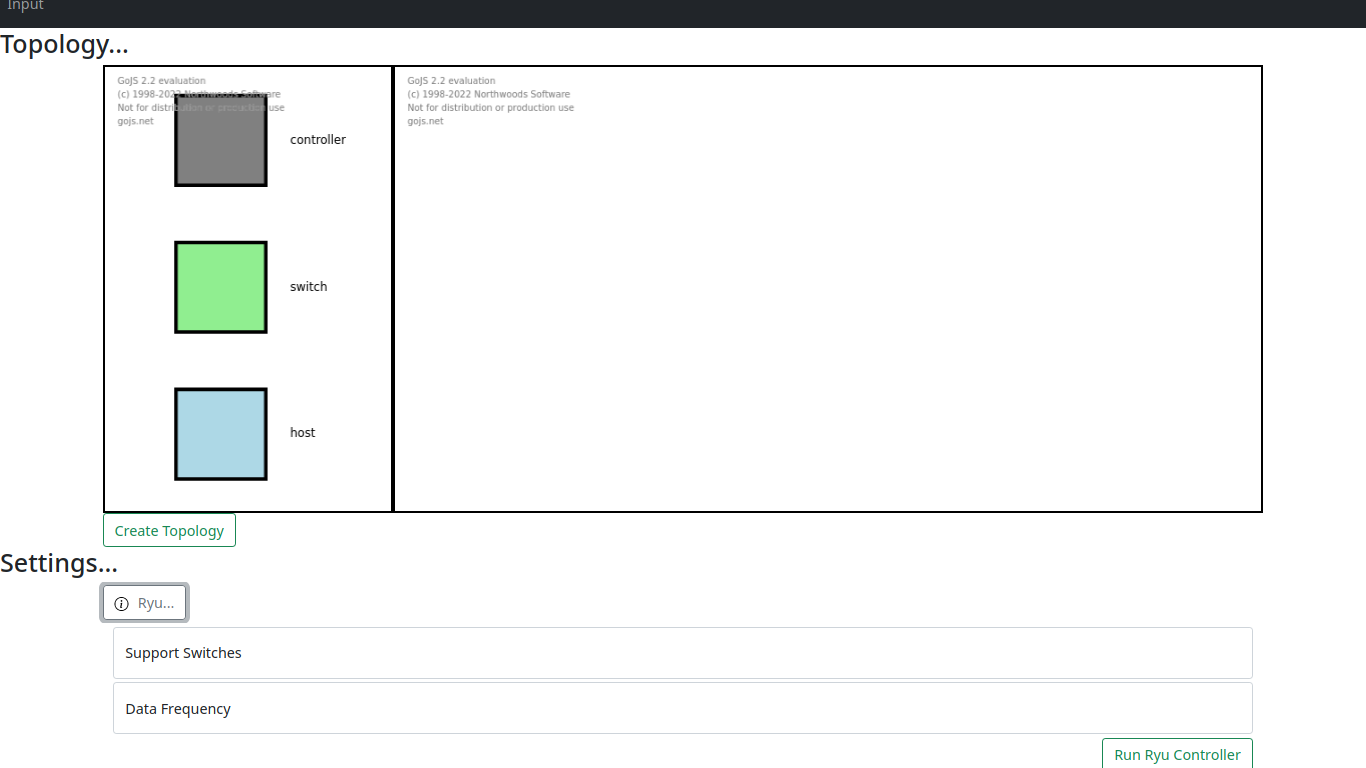 Input
Topology...
GoJS 2.2 evaluation
(c) 1998-2022 Northwoods Software
Not for distribution or production use
gojs.net
controller
switch
host
GoJS 2.2 evaluation
(c) 1998-2022 Northwoods Software
Not for distribution or production use
gojs.net
Create Topology
Settings...
Ryu...
Support Switches
Data Frequency
Run Ryu Controller